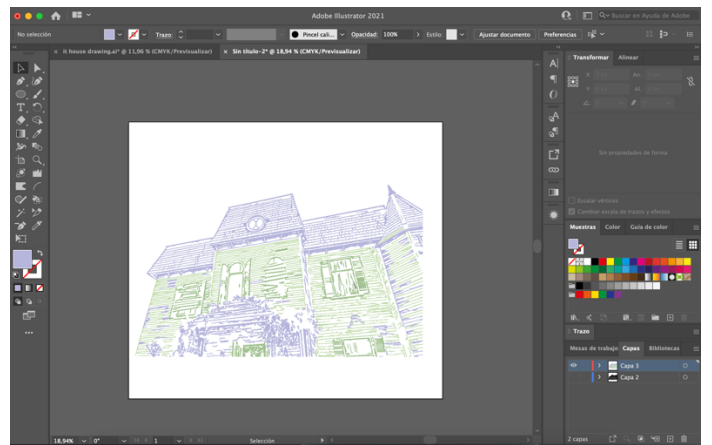 Adobe Illustrator 2021
Buscar en Ayuda de Adobe
No selección
Trazo:
Pincel cali...
Opacidad:
100%
Estilo:
Ajustar documento
Preferencias
× it house drawing.ai* @ 11,96 % (CMYK/Previsualizar)
× Sin título-2* @ 18,94 % (CMYK/Previsualizar)
Transformar
Alinear
Sin propiedades de forma
Escalar vértices
Cambiar escala de trazos y efectos
Muestras
Color
Guía de color
Trazo
Mesas de trabajo
Capas
Bibliotecas
Capa 3
Capa 2
18,94%
0°
1
Selección
2 capas